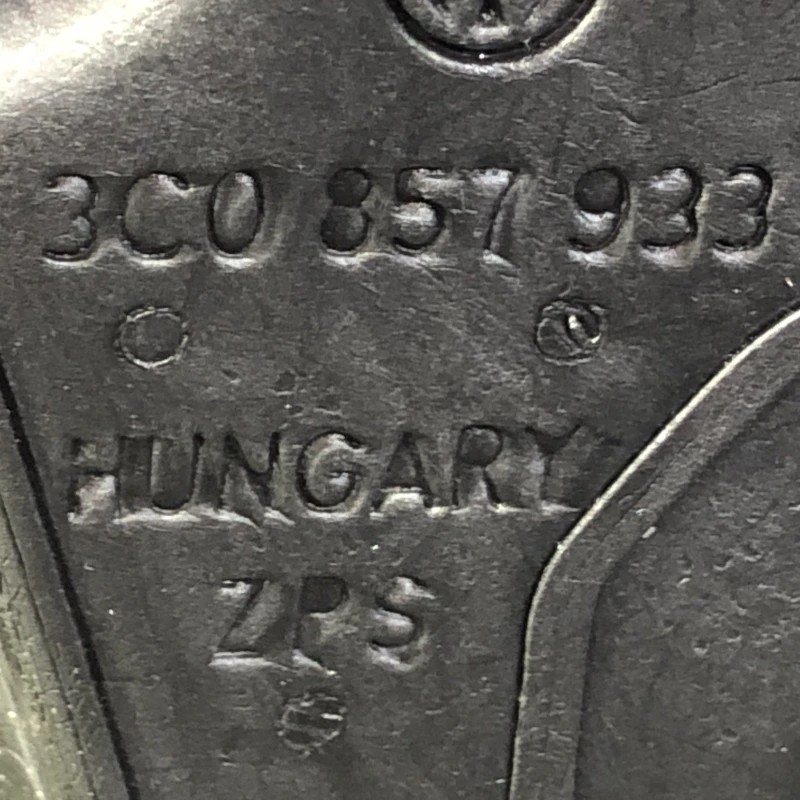 3C0 857 933
HUNGARY
ZPS